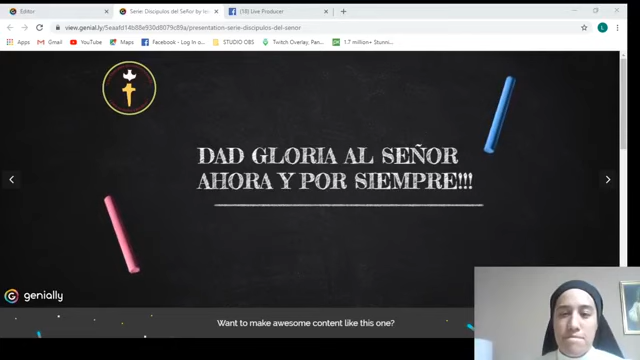 Editor
Serie: Discipulos del Señor by te
(18) Live Producer
view.genial.ly/5eaafd14b88e930d8079c89a/presentation-serie-discipulos-del-senor
Apps
Gmail
YouTube
Maps
Facebook - Log In o...
STUDIO OBS
Twitch Overlay, Pan...
1.7 million+ Stunni...
DAD GLORIA AL SEÑOR
AHORA Y POR SIEMPRE!!!
genially
Want to make awesome content like this one?